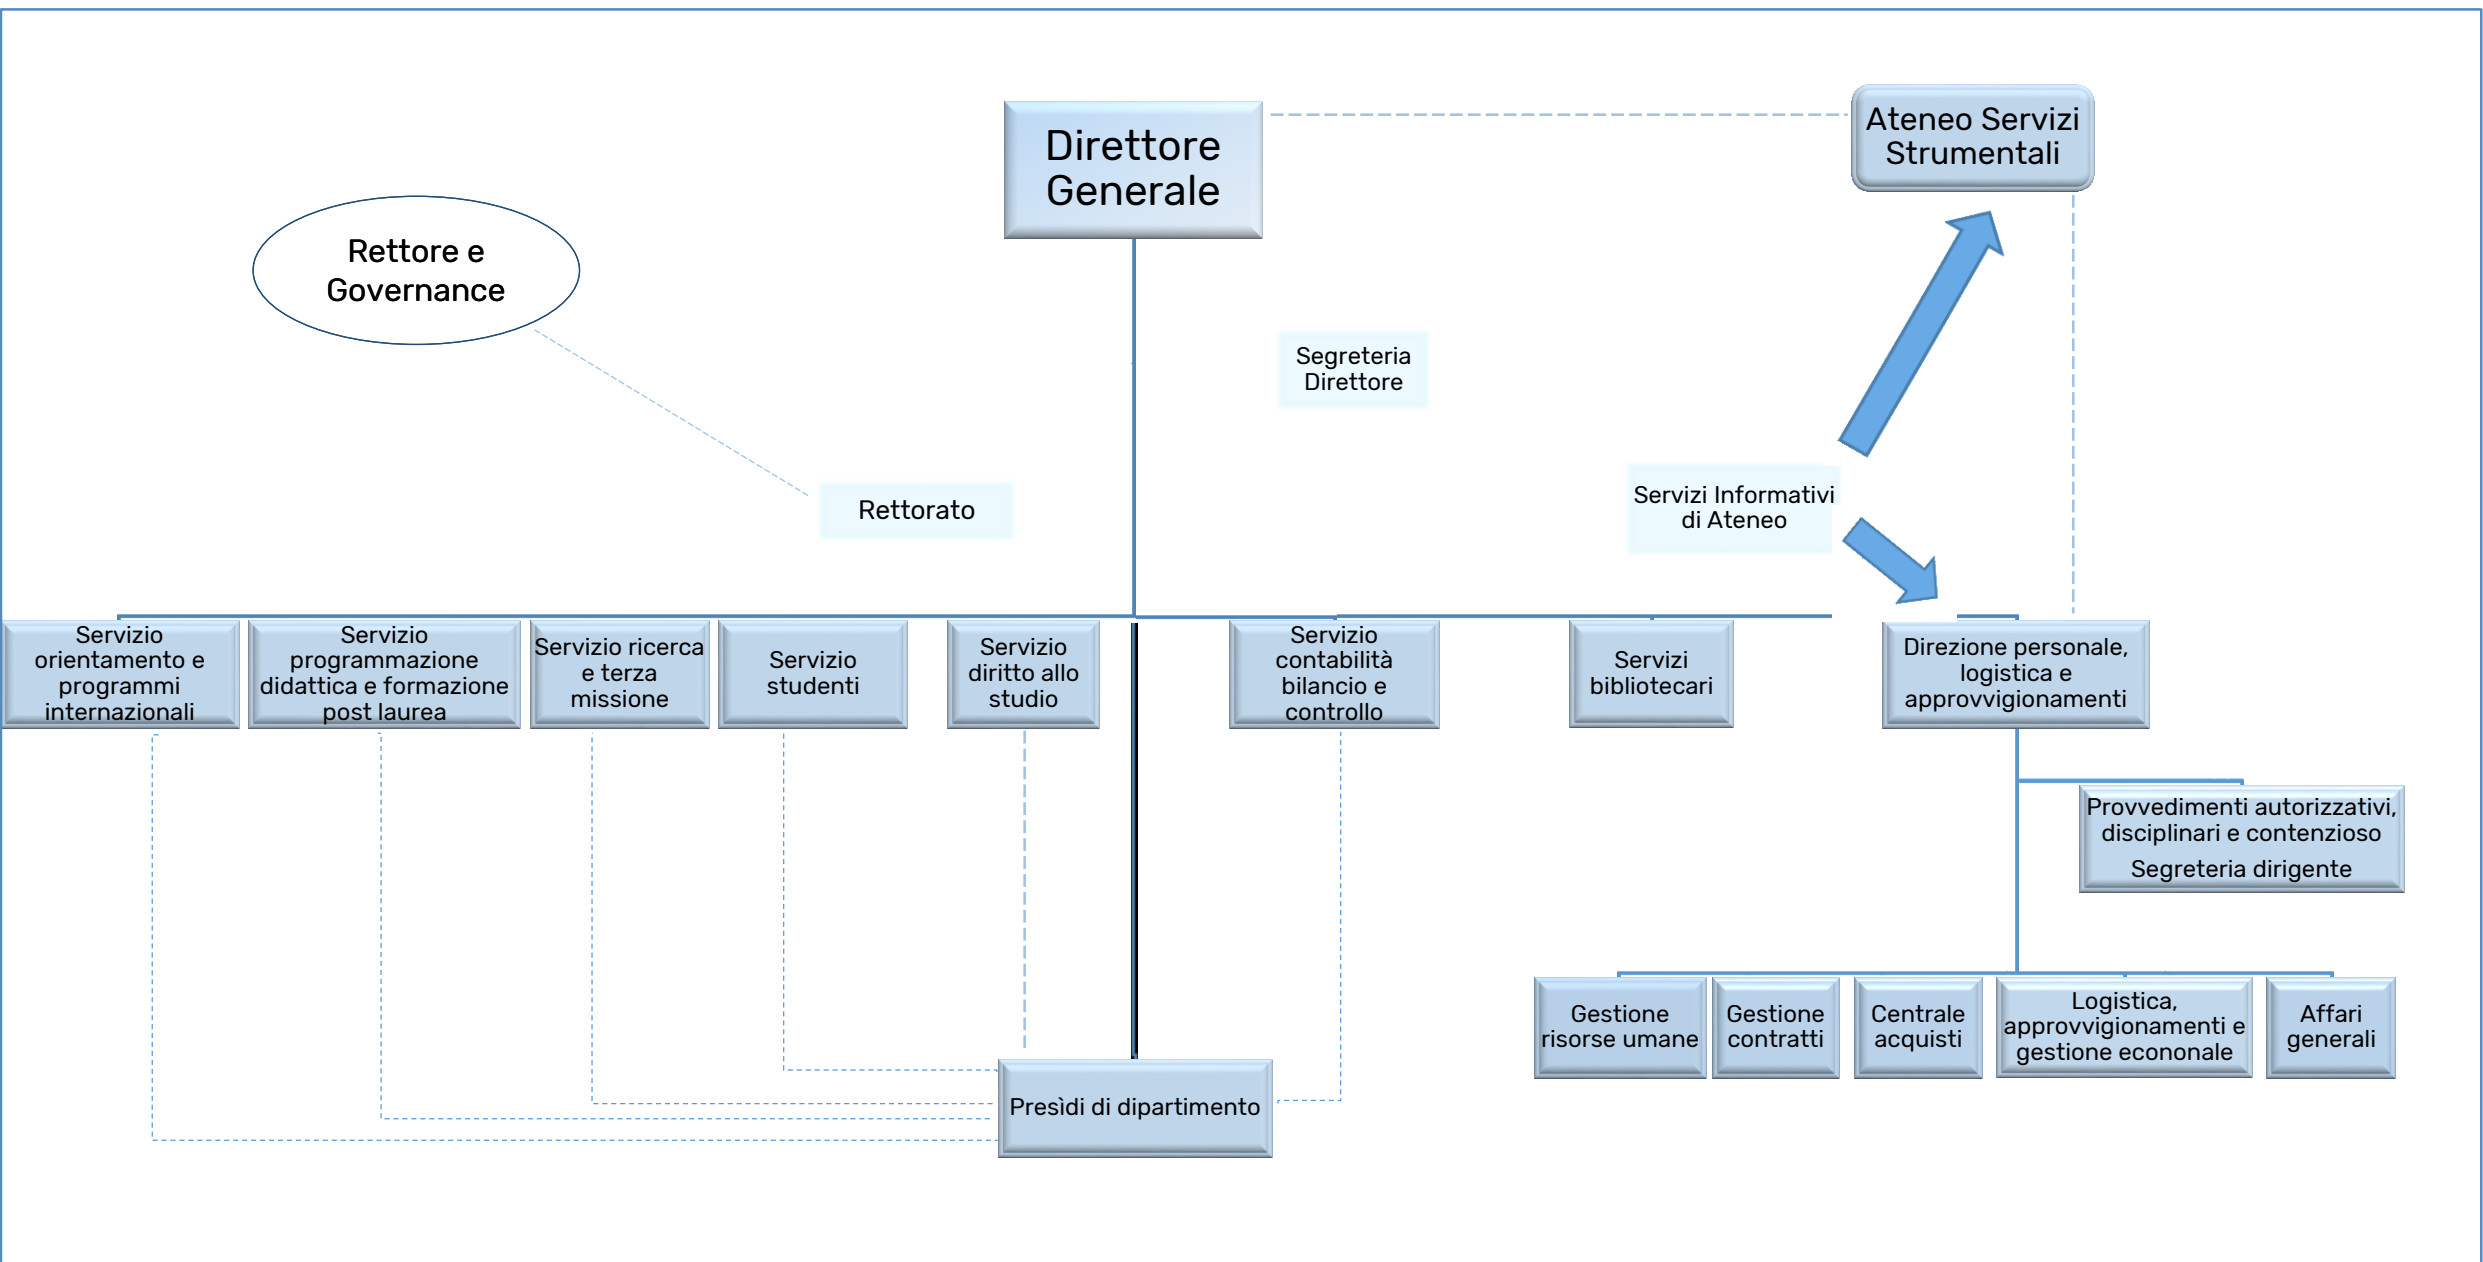 Direttore
Generale
Ateneo Servizi
Strumentali
Rettore e
Governance
Segreteria
Direttore
Rettorato
Servizi Informativi
di Ateneo
Servizio
orientamento e
programmi
internazionali
Servizio
programmazione
didattica e formazione
post laurea
Servizio ricerca
e terza
missione
Servizio
studenti
Servizio
diritto allo
studio
Servizio
contabilità
bilancio e
controllo
Servizi
bibliotecari
Direzione personale,
logistica e
approvvigionamenti
Provvedimenti autorizzativi,
disciplinari e contenzioso
Segreteria dirigente
Gestione
risorse umane
Gestione
contratti
Centrale
acquisti
Logistica,
approvvigionamenti e
gestione econonale
Affari
generali
Presìdi di dipartimento